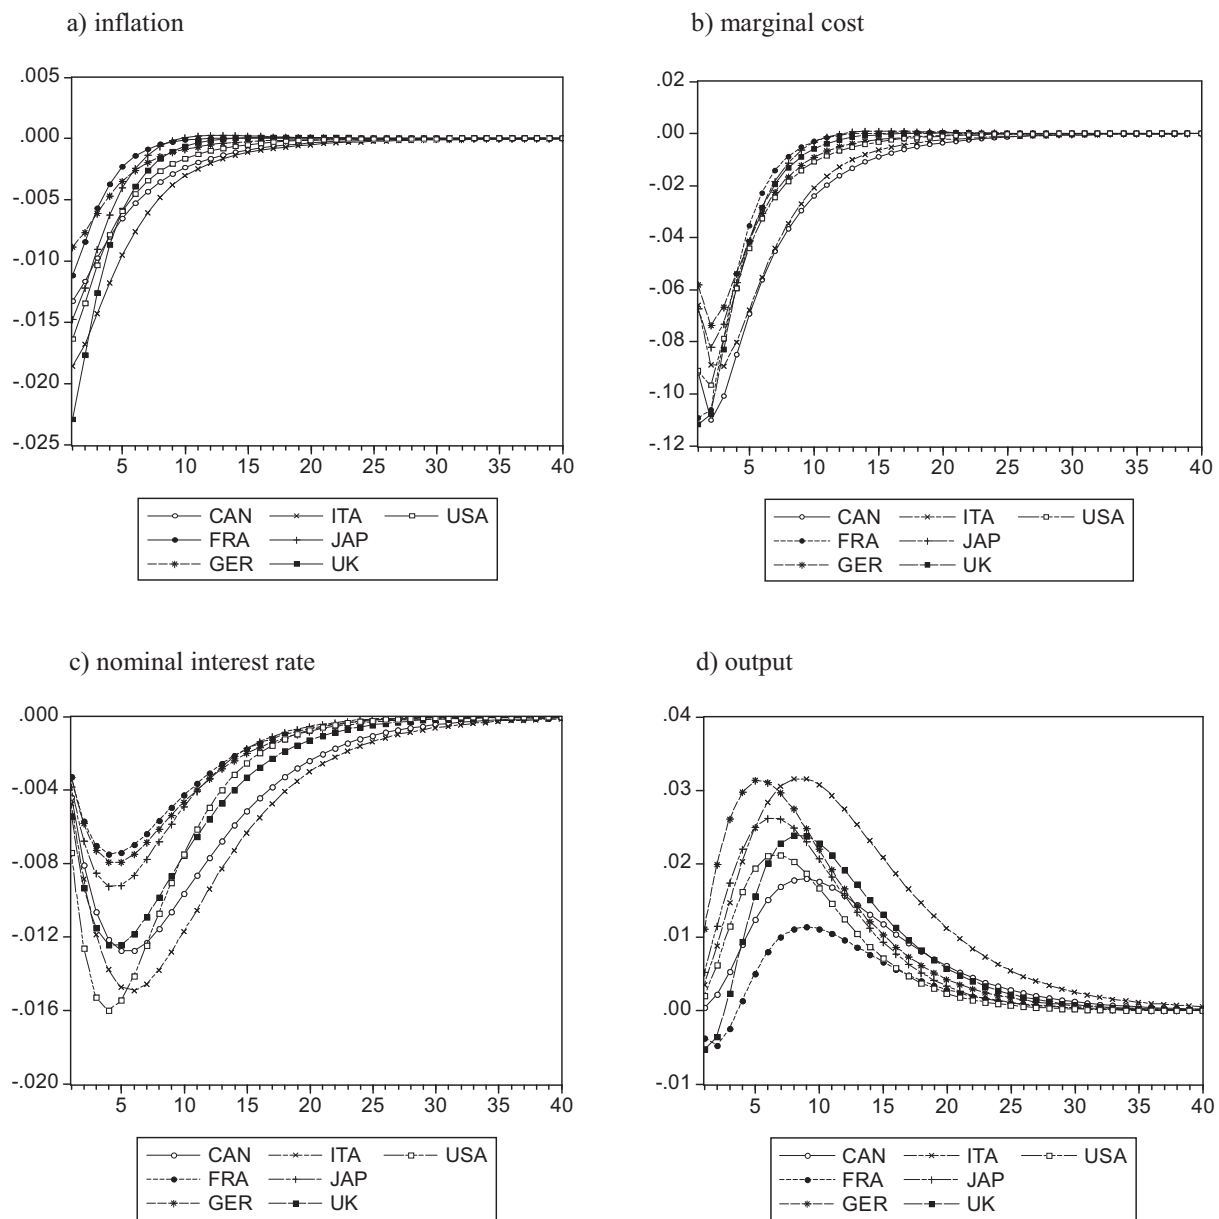 a) inflation
.005
.000
-.005
-.010
-.015
-.020
-.025
5 10 15 20 25 30 35 40
CAN ITA USA
FRA JAP
GER UK
b) marginal cost
.02
.00
-.02
-.04
-.06
-.08
-.10
-.12
5 10 15 20 25 30 35 40
CAN ITA USA
FRA JAP
GER UK
c) nominal interest rate
.000
-.004
-.008
-.012
-.016
-.020
5 10 15 20 25 30 35 40
CAN ITA USA
FRA JAP
GER UK
d) output
.04
.03
.02
.01
.00
-.01
5 10 15 20 25 30 35 40
CAN ITA USA
FRA JAP
GER UK